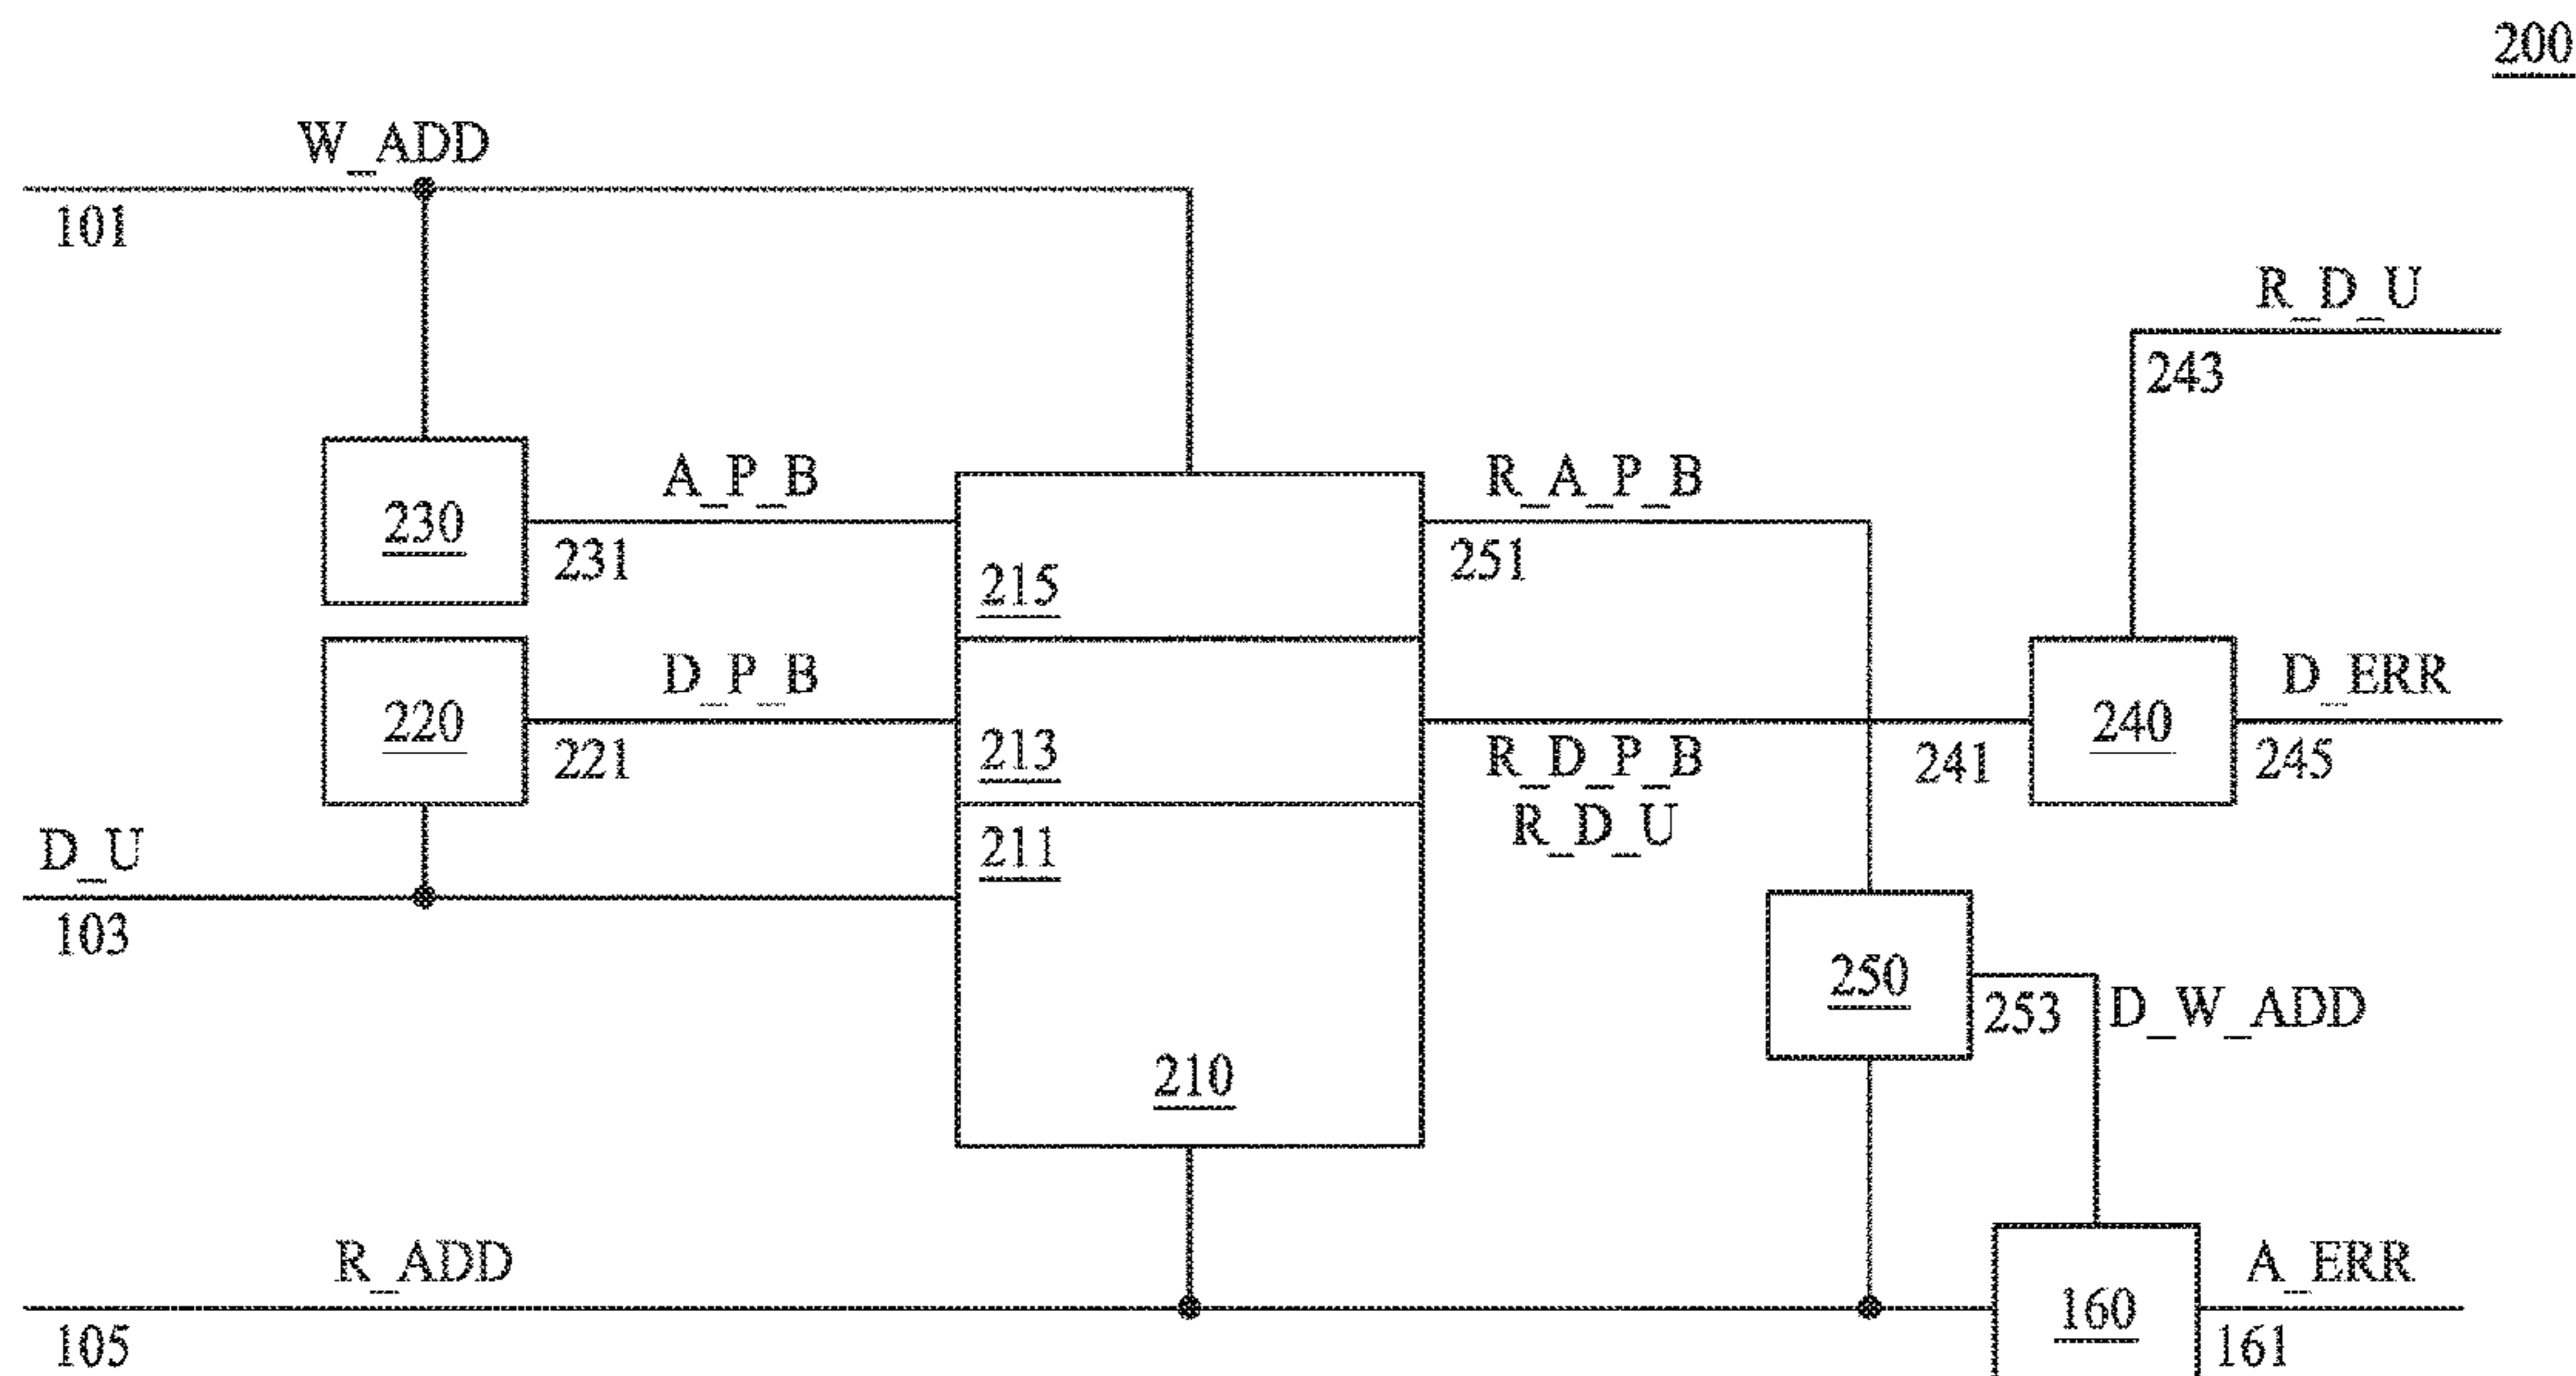 200
W_ADD
101
R_D_U
243
230
A_P_B
231
215
R_A_P_B
251
220
D_P_B
221
213
R_D_P_B
R_D_U
241
240
D_ERR
245
D_U
103
211
210
250
253
D_W_ADD
R_ADD
105
160
A_ERR
161